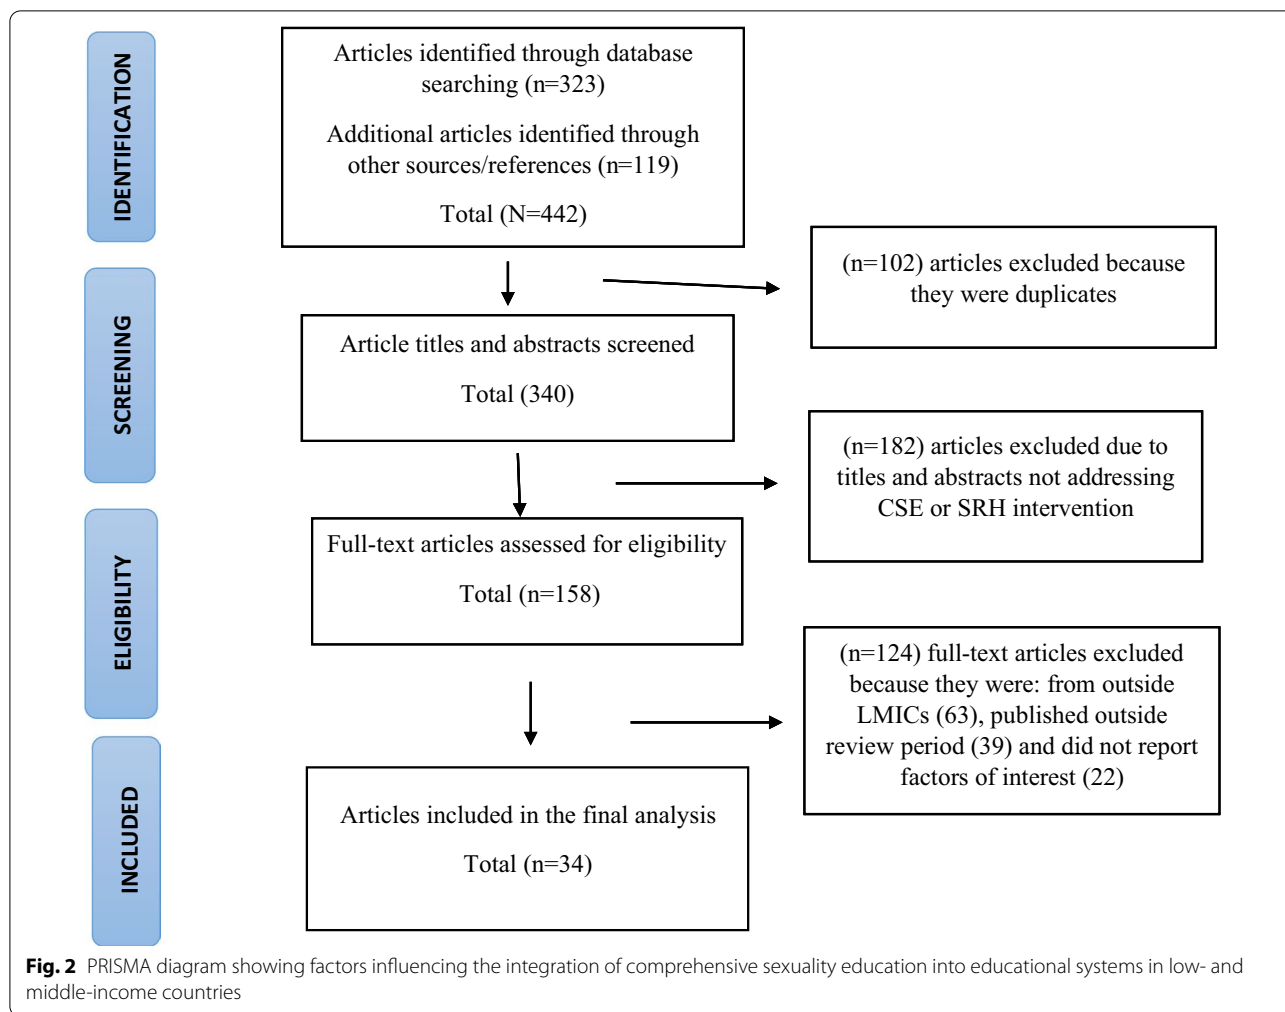 IDENTIFICATION
Articles identified through database
searching (n=323)
Additional articles identified through
other sources/references (n=119)
Total (N=442)
(n=102) articles excluded because
they were duplicates
SCREENING
Article titles and abstracts screened
Total (340)
(n=182) articles excluded due to
titles and abstracts not addressing
CSE or SRH intervention
ELIGIBILITY
Full-text articles assessed for eligibility
Total (n=158)
(n=124) full-text articles excluded
because they were: from outside
LMICs (63), published outside
review period (39) and did not report
factors of interest (22)
INCLUDED
Articles included in the final analysis
Total (n=34)
Fig. 2 PRISMA diagram showing factors influencing the integration of comprehensive sexuality education into educational systems in low- and
middle-income countries